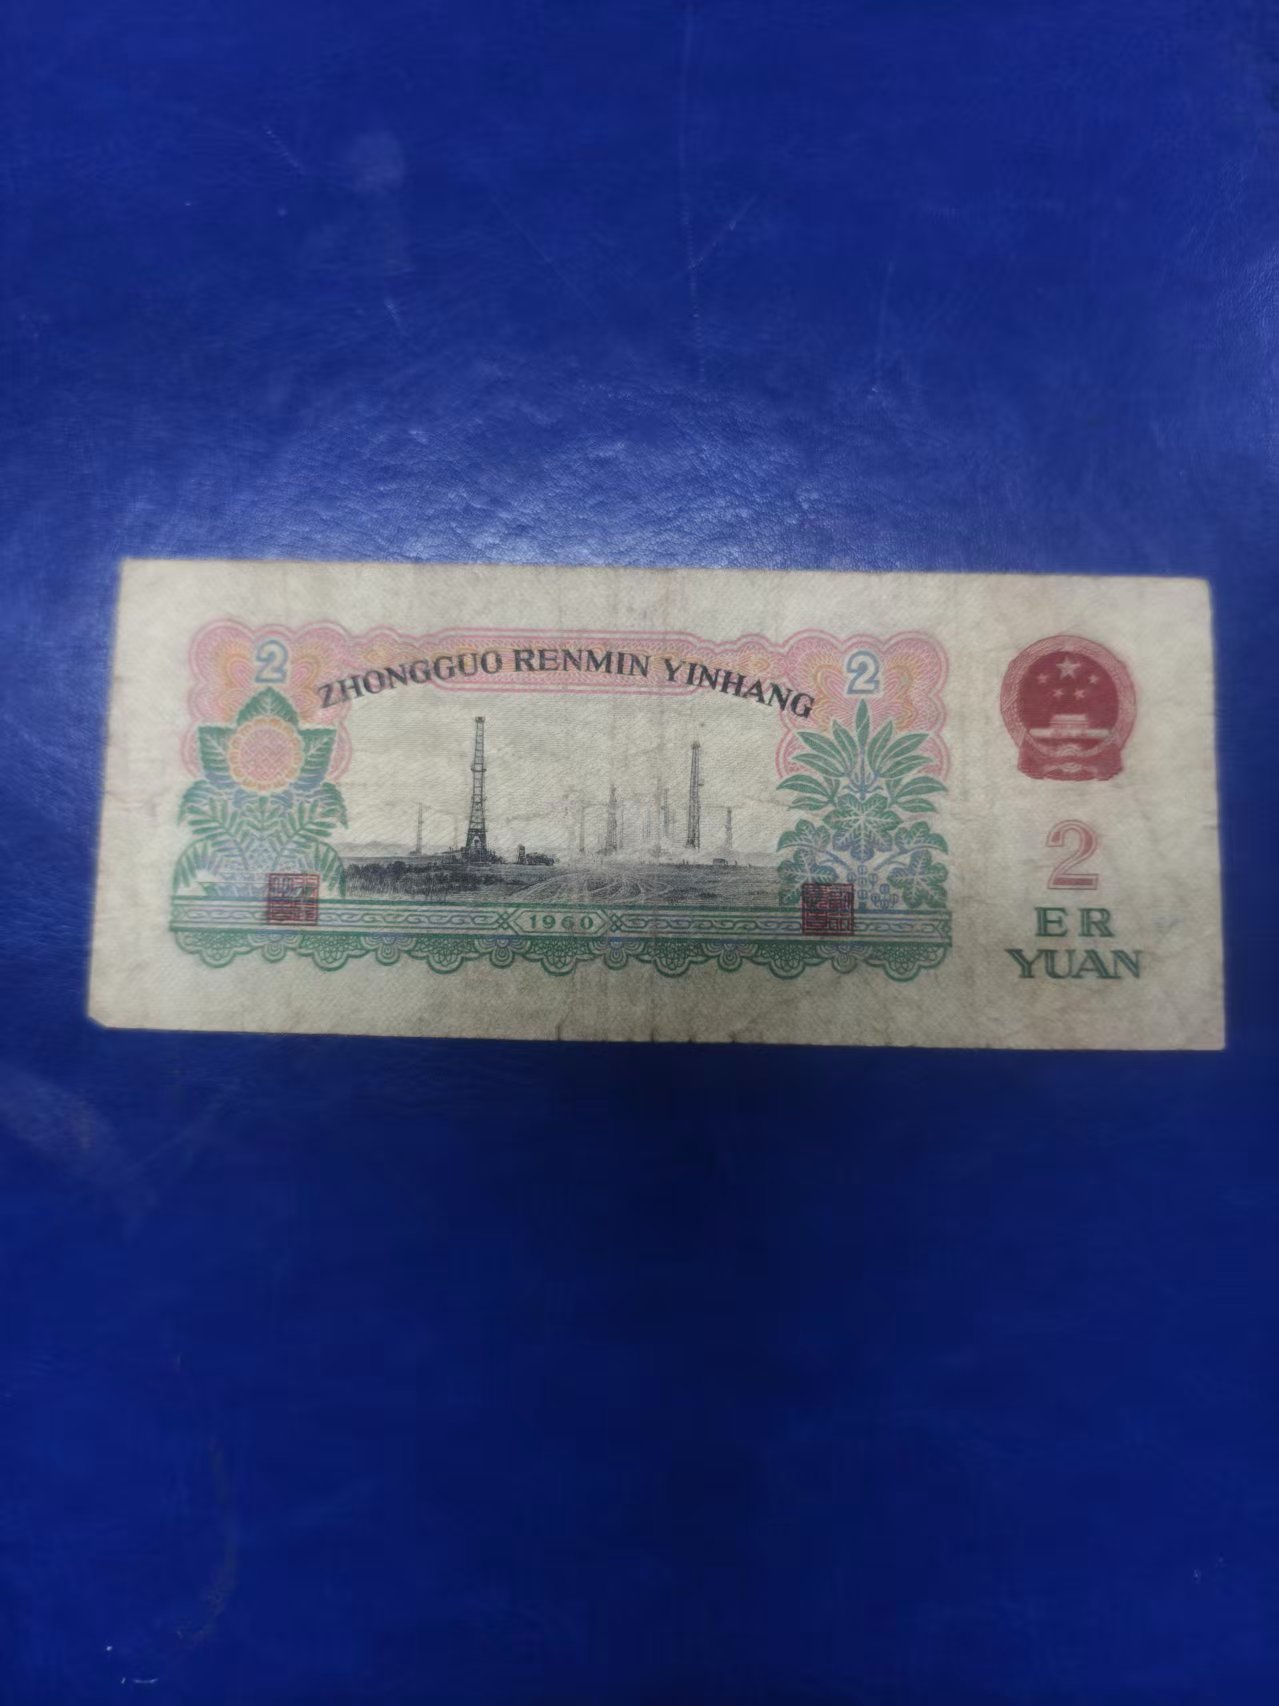 2
2
ZHONGGUO RENMIN YINHANG
1960
2
ER
YUAN